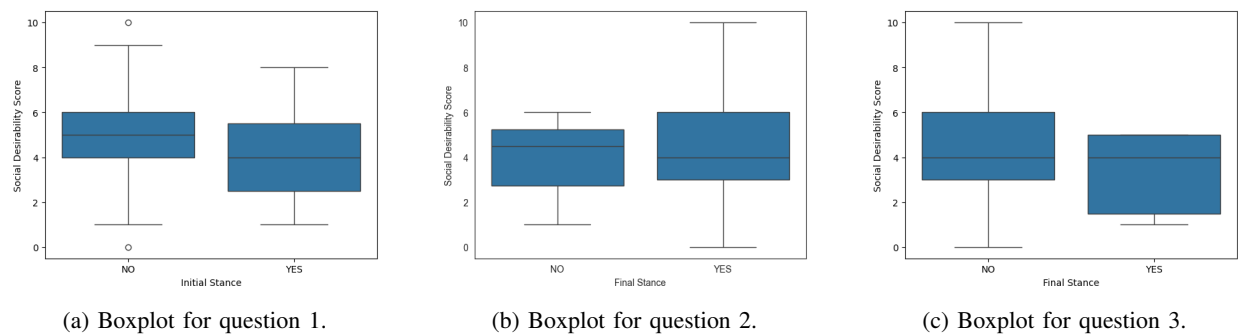 10
8
6
4
2
0
Social Desirability Score
NO
YES
Initial Stance
(a) Boxplot for question 1.
10
8
6
4
2
0
Social Desirability Score
NO
YES
Final Stance
(b) Boxplot for question 2.
10
8
6
4
2
0
Social Desirability Score
NO
YES
Final Stance
(c) Boxplot for question 3.